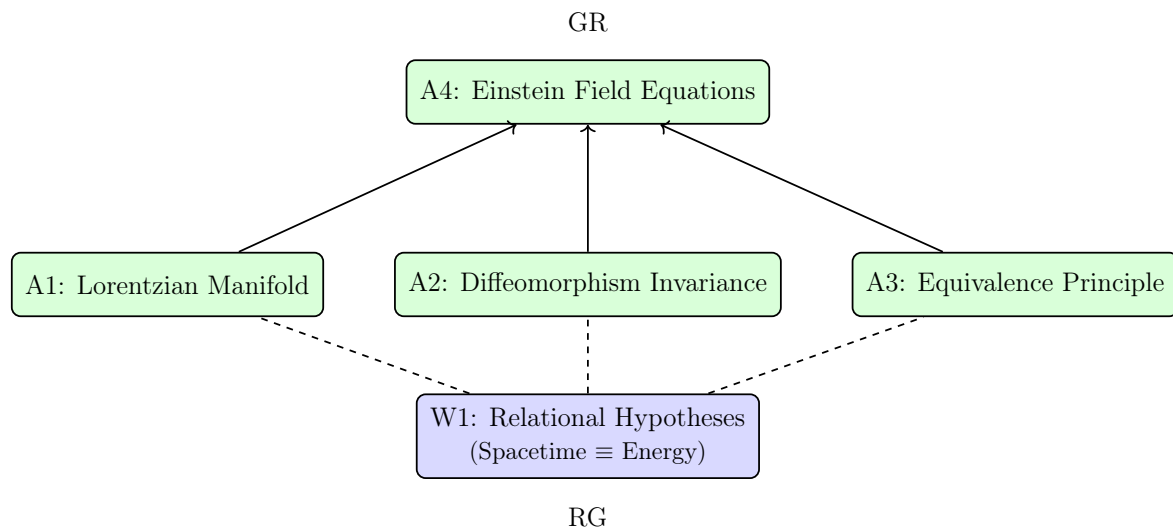 GR
A4: Einstein Field Equations
A1: Lorentzian Manifold
A2: Diffeomorphism Invariance
A3: Equivalence Principle
W1: Relational Hypotheses
(Spacetime ≡ Energy)
RG